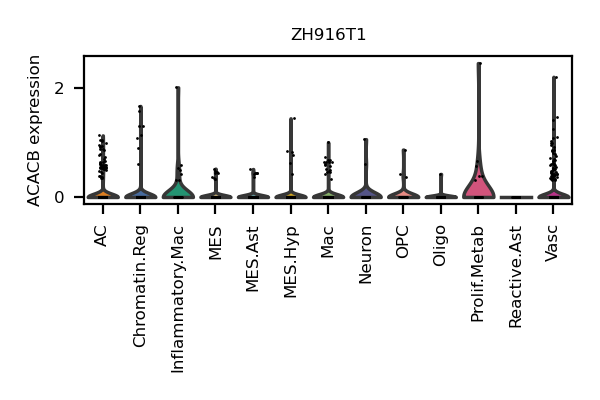 ZH916T1
ACACB expression
2
0
AC
Chromatin.Reg
Inflammatory.Mac
MES
MES.Ast
MES.Hyp
Mac
Neuron
OPC
Oligo
Prolif.Metab
Reactive.Ast
Vasc